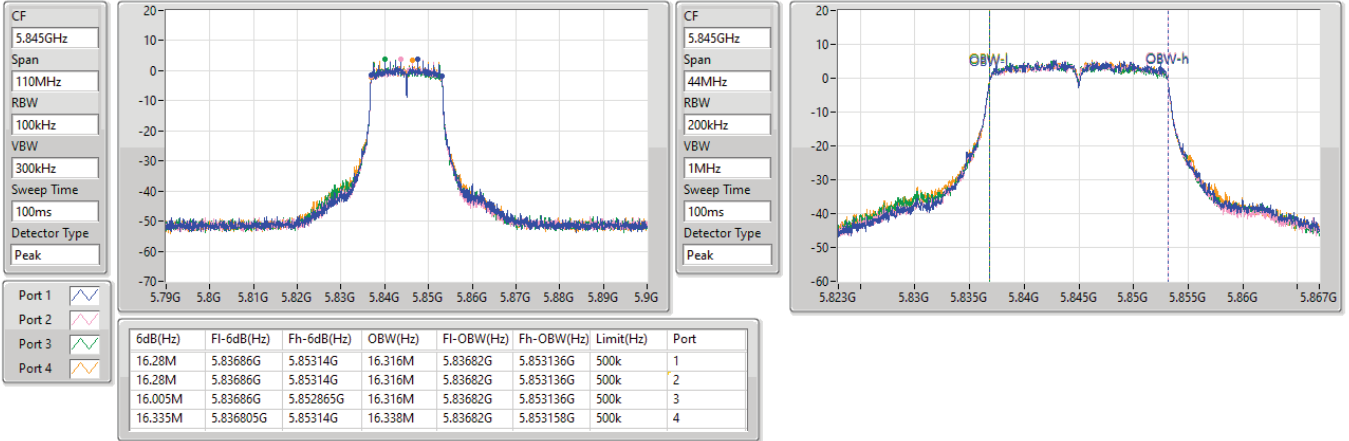 CF
5.845GHz
Span
110MHz
RBW
100kHz
VBW
300kHz
Sweep Time
100ms
Detector Type
Peak
20
10
0
-10
-20
-30
-40
-50
-60
-70
5.79G 5.8G 5.81G 5.82G 5.83G 5.84G 5.85G 5.86G 5.87G 5.88G 5.89G 5.9G
CF
5.845GHz
Span
44MHz
RBW
200kHz
VBW
1MHz
Sweep Time
100ms
Detector Type
Peak
20
10
0
-10
-20
-30
-40
-50
-60
OBW-l OBW-h
5.823G 5.83G 5.835G 5.84G 5.845G 5.85G 5.855G 5.86G 5.867G
Port 1
Port 2
Port 3
Port 4
6dB(Hz) Fl-6dB(Hz) Fh-6dB(Hz) OBW(Hz) Fl-OBW(Hz) Fh-OBW(Hz) Limit(Hz) Port
16.28M 5.83686G 5.85314G 16.316M 5.83682G 5.853136G 500k 1
16.28M 5.83686G 5.85314G 16.316M 5.83682G 5.853136G 500k 2
16.005M 5.83686G 5.852865G 16.316M 5.83682G 5.853136G 500k 3
16.335M 5.836805G 5.85314G 16.338M 5.83682G 5.853158G 500k 4